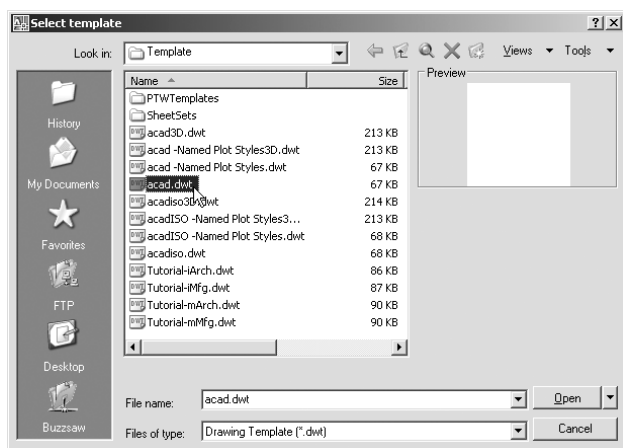 Select template
Look in: Template Views Tools
History
My Documents
Favorites
FTP
Desktop
Buzzsaw
Name Size
PTWTemplates
SheetSets
acad3D.dwt 213 KB
acad -Named Plot Styles3D.dwt 213 KB
acad -Named Plot Styles.dwt 67 KB
acad.dwt 67 KB
acadiso3D.dwt 214 KB
acadISO -Named Plot Styles3... 213 KB
acadISO -Named Plot Styles.dwt 68 KB
acadiso.dwt 68 KB
Tutorial-iArch.dwt 86 KB
Tutorial-iMfg.dwt 87 KB
Tutorial-mArch.dwt 90 KB
Tutorial-mMfg.dwt 90 KB
Preview
File name: acad.dwt Open
Files of type: Drawing Template (*.dwt) Cancel